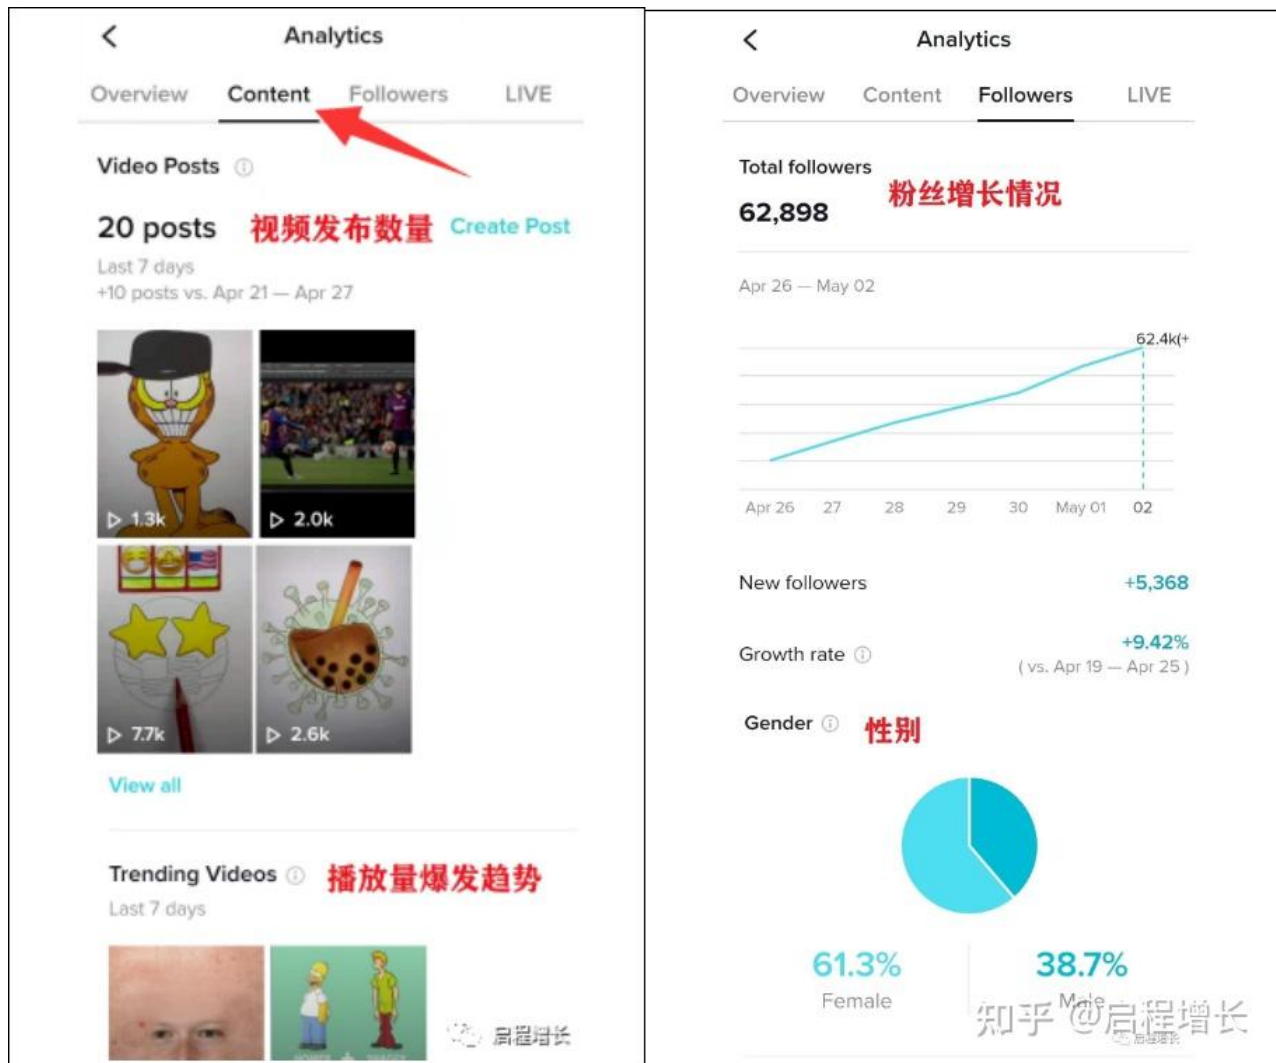 Analytics
Overview Content Followers LIVE
Video Posts
20 posts 视频发布数量 Create Post
Last 7 days
+10 posts vs. Apr 21 — Apr 27
1.3k
2.0k
7.7k
2.6k
View all
Trending Videos 播放量爆发趋势
Last 7 days
启程增长
Analytics
Overview Content Followers LIVE
Total followers
粉丝增长情况
62,898
Apr 26 — May 02
62.4k(+
Apr 26 27 28 29 30 May 01 02
New followers +5,368
Growth rate +9.42%
( vs. Apr 19 — Apr 25 )
Gender 性别
61.3% 38.7%
Female Male
知乎 @启程增长
启程增长